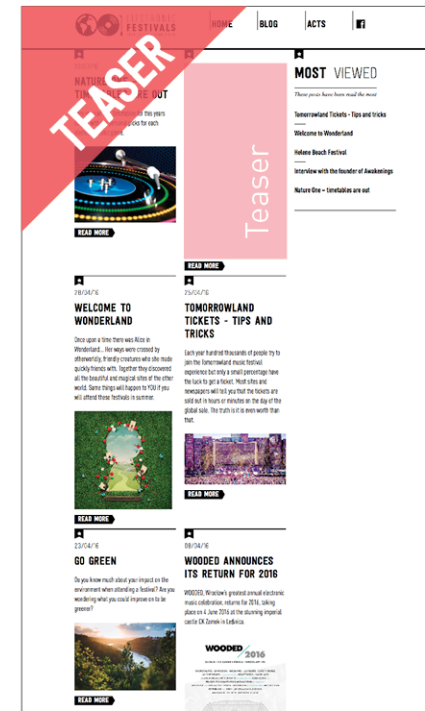 ELECTRONIC
FESTIVALS
HOME
BLOG
ACTS
TEASER
NATURE ONE
TIMETABLES ARE OUT
for this years
picks for each
READ MORE
Teaser
READ MORE
MOST VIEWED
These posts have been read the most
Tomorrowland Tickets - Tips and tricks
Welcome to Wonderland
Helene Beach Festival
Interview with the founder of Awakenings
Nature One – timetables are out
28/04/16
WELCOME TO
WONDERLAND
Once upon a time there was Alice in
Wonderland... Her ways were crossed by
otherworldly, friendly creatures who she made
quickly friends with. Together they discovered
all the beautiful and magical sites of the other
world. Same things will happen to YOU if you
will attend these festivals in summer.
READ MORE
25/04/16
TOMORROWLAND
TICKETS - TIPS AND
TRICKS
Each year hundred thousands of people try to
join the Tomorrowland music festival
experience but only a small percentage have
the luck to get a ticket. Most sites and
newspapers will tell you that the tickets are
sold out in hours or minutes on the day of the
global sale. The truth is it is even worth than
that.
READ MORE
23/04/16
GO GREEN
Do you know much about your impact on the
environment when attending a festival? Are you
wondering what you could improve on to be
greener?
READ MORE
08/04/16
WOODED ANNOUNCES
ITS RETURN FOR 2016
WOODED, Wroclaw's greatest annual electronic
music celebration, returns for 2016, taking
place on 4 June 2016 at the stunning imperial
castle CK Zamek in Leśnica.
WOODED 2016